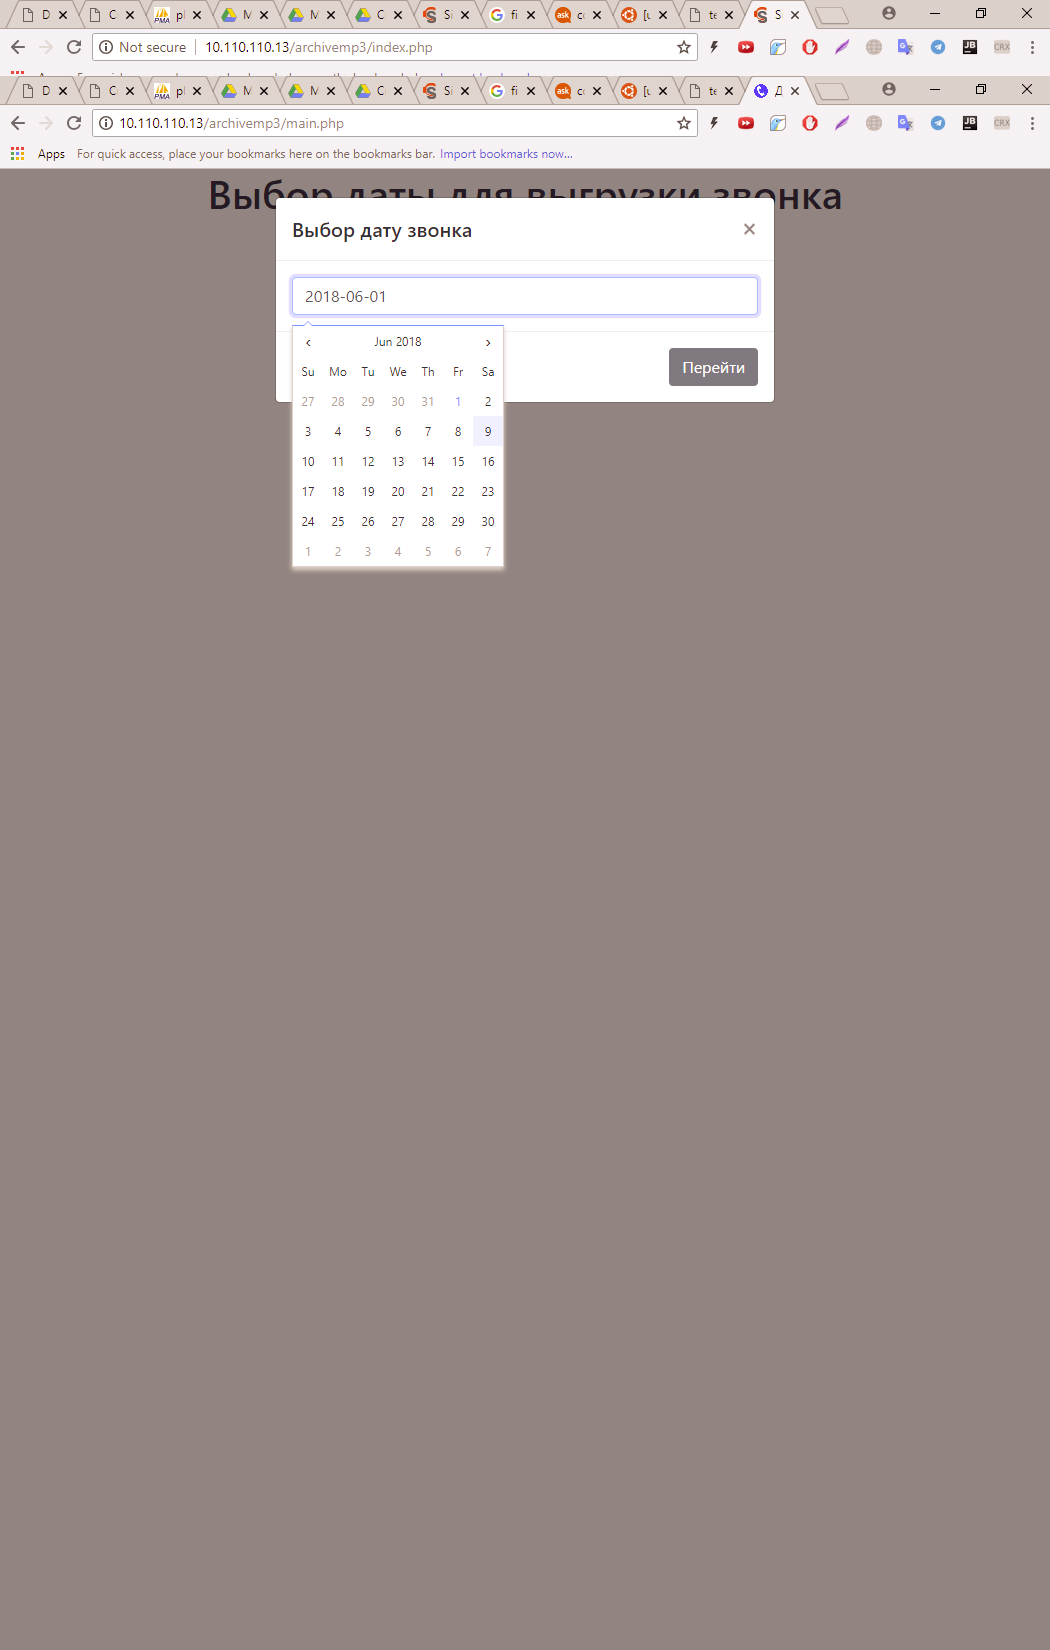 D C pl M M C Si fi co [u te S
Not secure 10.110.110.13/archivemp3/index.php
D C pl M M C Si fi co [u te Д
10.110.110.13/archivemp3/main.php
Apps For quick access, place your bookmarks here on the bookmarks bar. Import bookmarks now...
Выбор даты для выгрузки звонка
Выбор дату звонка ×
2018-06-01
‹ Jun 2018 ›
Su Mo Tu We Th Fr Sa
27 28 29 30 31 1 2
3 4 5 6 7 8 9
10 11 12 13 14 15 16
17 18 19 20 21 22 23
24 25 26 27 28 29 30
1 2 3 4 5 6 7
Перейти